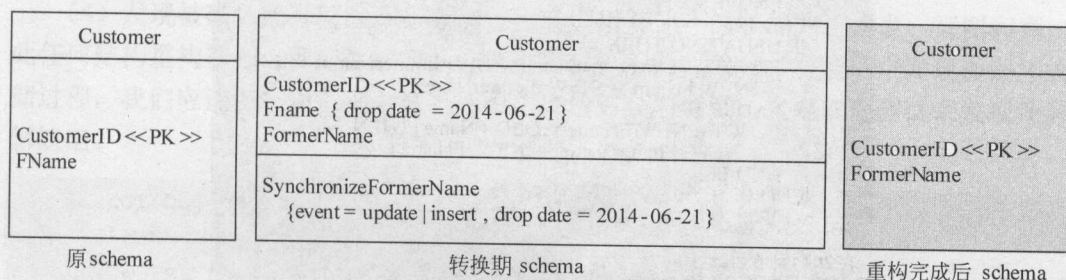 Customer
CustomerID <<PK>>
FName
原schema
Customer
CustomerID <<PK>>
Fname { drop date = 2014-06-21 }
FormerName
SynchronizeFormerName
{event = update | insert , drop date = 2014-06-21 }
转换期 schema
Customer
CustomerID <<PK>>
FormerName
重构完成后 schema